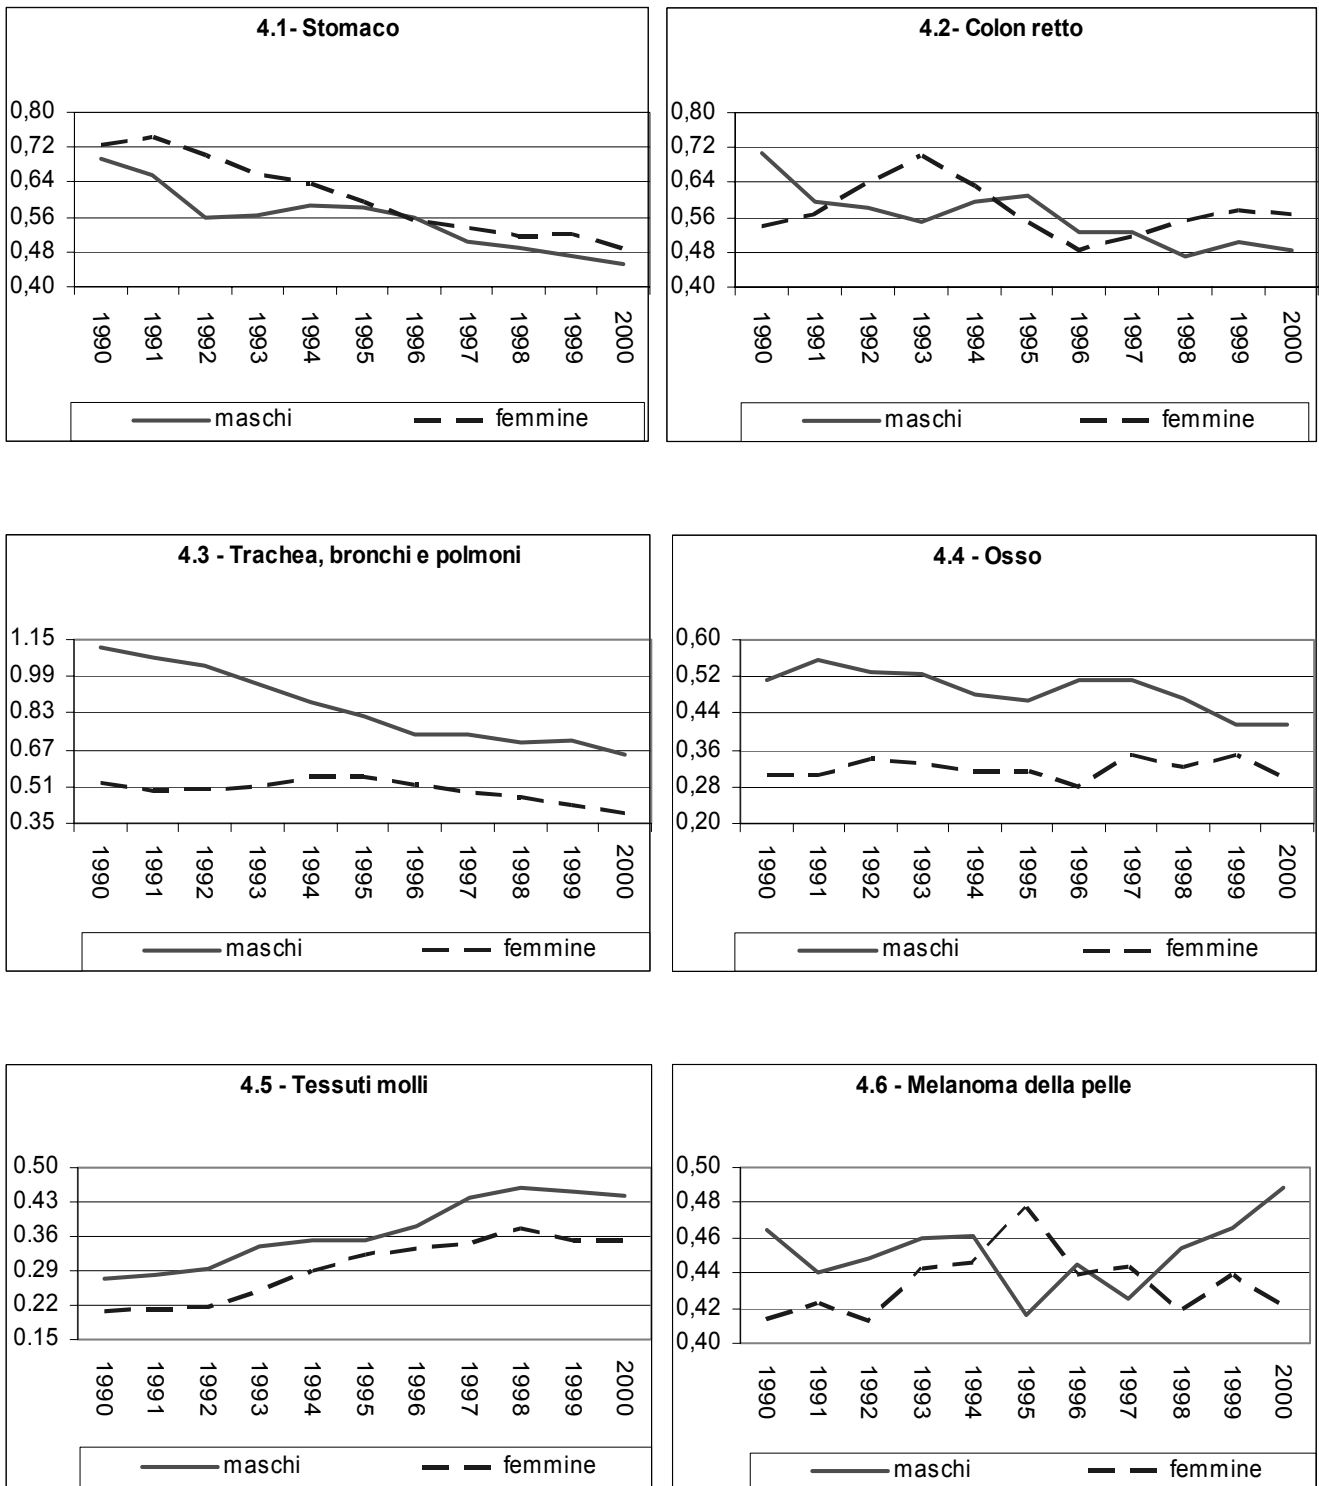 4.1- Stomaco
0,80
0,72
0,64
0,56
0,48
0,40
1990 1991 1992 1993 1994 1995 1996 1997 1998 1999 2000
maschi femmine
4.2- Colon retto
0,80
0,72
0,64
0,56
0,48
0,40
1990 1991 1992 1993 1994 1995 1996 1997 1998 1999 2000
maschi femmine
4.3 - Trachea, bronchi e polmoni
1.15
0.99
0.83
0.67
0.51
0.35
1990 1991 1992 1993 1994 1995 1996 1997 1998 1999 2000
maschi femmine
4.4 - Osso
0,60
0,52
0,44
0,36
0,28
0,20
1990 1991 1992 1993 1994 1995 1996 1997 1998 1999 2000
maschi femmine
4.5 - Tessuti molli
0.50
0.43
0.36
0.29
0.22
0.15
1990 1991 1992 1993 1994 1995 1996 1997 1998 1999 2000
maschi femmine
4.6 - Melanoma della pelle
0,50
0,48
0,46
0,44
0,42
0,40
1990 1991 1992 1993 1994 1995 1996 1997 1998 1999 2000
maschi femmine